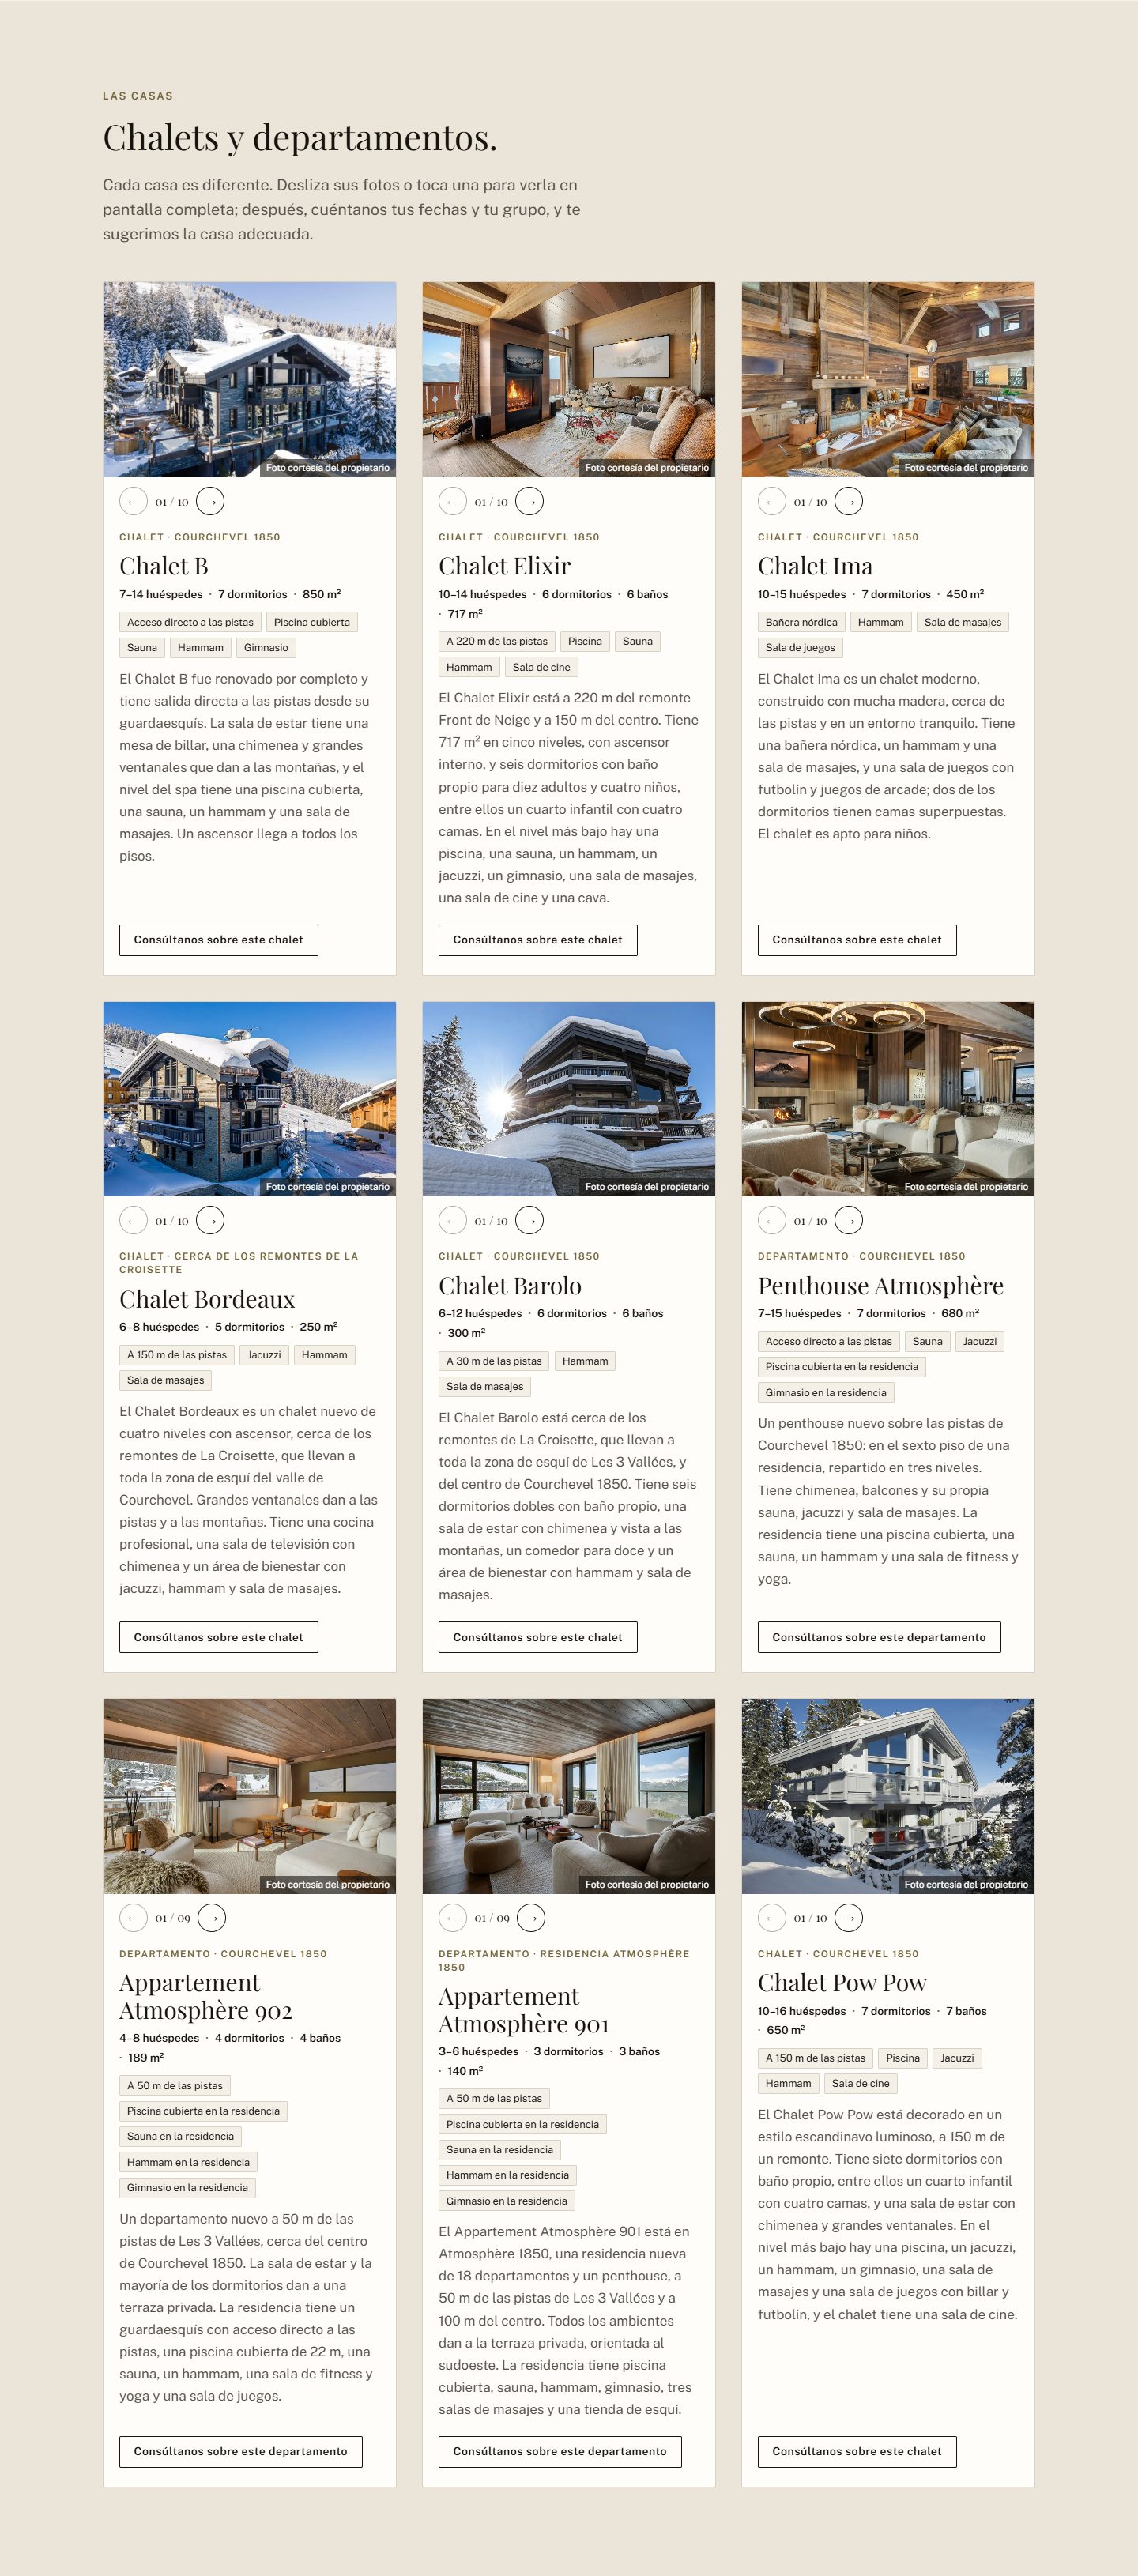 LAS CASAS
Chalets y departamentos.
Cada casa es diferente. Desliza sus fotos o toca una para verla en
pantalla completa; después, cuéntanos tus fechas y tu grupo, y te
sugerimos la casa adecuada.
Foto cortesía del propietario
← 01 / 10 →
CHALET · COURCHEVEL 1850
Chalet B
7–14 huéspedes · 7 dormitorios · 850 m²
Acceso directo a las pistas Piscina cubierta
Sauna Hammam Gimnasio
El Chalet B fue renovado por completo y
tiene salida directa a las pistas desde su
guardaesquís. La sala de estar tiene una
mesa de billar, una chimenea y grandes
ventanales que dan a las montañas, y el
nivel del spa tiene una piscina cubierta,
una sauna, un hammam y una sala de
masajes. Un ascensor llega a todos los
pisos.
Consúltanos sobre este chalet
Foto cortesía del propietario
← 01 / 10 →
CHALET · COURCHEVEL 1850
Chalet Elixir
10–14 huéspedes · 6 dormitorios · 6 baños
· 717 m²
A 220 m de las pistas Piscina Sauna
Hammam Sala de cine
El Chalet Elixir está a 220 m del remonte
Front de Neige y a 150 m del centro. Tiene
717 m² en cinco niveles, con ascensor
interno, y seis dormitorios con baño
propio para diez adultos y cuatro niños,
entre ellos un cuarto infantil con cuatro
camas. En el nivel más bajo hay una
piscina, una sauna, un hammam, un
jacuzzi, un gimnasio, una sala de masajes,
una sala de cine y una cava.
Consúltanos sobre este chalet
Foto cortesía del propietario
← 01 / 10 →
CHALET · COURCHEVEL 1850
Chalet Ima
10–15 huéspedes · 7 dormitorios · 450 m²
Bañera nórdica Hammam Sala de masajes
Sala de juegos
El Chalet Ima es un chalet moderno,
construido con mucha madera, cerca de
las pistas y en un entorno tranquilo. Tiene
una bañera nórdica, un hammam y una
sala de masajes, y una sala de juegos con
futbolín y juegos de arcade; dos de los
dormitorios tienen camas superpuestas.
El chalet es apto para niños.
Consúltanos sobre este chalet
Foto cortesía del propietario
← 01 / 10 →
CHALET · CERCA DE LOS REMONTES DE LA
CROISETTE
Chalet Bordeaux
6–8 huéspedes · 5 dormitorios · 250 m²
A 150 m de las pistas Jacuzzi Hammam
Sala de masajes
El Chalet Bordeaux es un chalet nuevo de
cuatro niveles con ascensor, cerca de los
remontes de La Croisette, que llevan a
toda la zona de esquí del valle de
Courchevel. Grandes ventanales dan a las
pistas y a las montañas. Tiene una cocina
profesional, una sala de televisión con
chimenea y un área de bienestar con
jacuzzi, hammam y sala de masajes.
Consúltanos sobre este chalet
Foto cortesía del propietario
← 01 / 10 →
CHALET · COURCHEVEL 1850
Chalet Barolo
6–12 huéspedes · 6 dormitorios · 6 baños
· 300 m²
A 30 m de las pistas Hammam
Sala de masajes
El Chalet Barolo está cerca de los
remontes de La Croisette, que llevan a
toda la zona de esquí de Les 3 Vallées, y
del centro de Courchevel 1850. Tiene seis
dormitorios dobles con baño propio, una
sala de estar con chimenea y vista a las
montañas, un comedor para doce y un
área de bienestar con hammam y sala de
masajes.
Consúltanos sobre este chalet
Foto cortesía del propietario
← 01 / 10 →
DEPARTAMENTO · COURCHEVEL 1850
Penthouse Atmosphère
7–15 huéspedes · 7 dormitorios · 680 m²
Acceso directo a las pistas Sauna Jacuzzi
Piscina cubierta en la residencia
Gimnasio en la residencia
Un penthouse nuevo sobre las pistas de
Courchevel 1850: en el sexto piso de una
residencia, repartido en tres niveles.
Tiene chimenea, balcones y su propia
sauna, jacuzzi y sala de masajes. La
residencia tiene una piscina cubierta, una
sauna, un hammam y una sala de fitness y
yoga.
Consúltanos sobre este departamento
Foto cortesía del propietario
← 01 / 09 →
DEPARTAMENTO · COURCHEVEL 1850
Appartement
Atmosphère 902
4–8 huéspedes · 4 dormitorios · 4 baños
· 189 m²
A 50 m de las pistas
Piscina cubierta en la residencia
Sauna en la residencia
Hammam en la residencia
Gimnasio en la residencia
Un departamento nuevo a 50 m de las
pistas de Les 3 Vallées, cerca del centro
de Courchevel 1850. La sala de estar y la
mayoría de los dormitorios dan a una
terraza privada. La residencia tiene un
guardaesquís con acceso directo a las
pistas, una piscina cubierta de 22 m, una
sauna, un hammam, una sala de fitness y
yoga y una sala de juegos.
Consúltanos sobre este departamento
Foto cortesía del propietario
← 01 / 09 →
DEPARTAMENTO · RESIDENCIA ATMOSPHÈRE
1850
Appartement
Atmosphère 901
3–6 huéspedes · 3 dormitorios · 3 baños
· 140 m²
A 50 m de las pistas
Piscina cubierta en la residencia
Sauna en la residencia
Hammam en la residencia
Gimnasio en la residencia
El Appartement Atmosphère 901 está en
Atmosphère 1850, una residencia nueva
de 18 departamentos y un penthouse, a
50 m de las pistas de Les 3 Vallées y a
100 m del centro. Todos los ambientes
dan a la terraza privada, orientada al
sudoeste. La residencia tiene piscina
cubierta, sauna, hammam, gimnasio, tres
salas de masajes y una tienda de esquí.
Consúltanos sobre este departamento
Foto cortesía del propietario
← 01 / 10 →
CHALET · COURCHEVEL 1850
Chalet Pow Pow
10–16 huéspedes · 7 dormitorios · 7 baños
· 650 m²
A 150 m de las pistas Piscina Jacuzzi
Hammam Sala de cine
El Chalet Pow Pow está decorado en un
estilo escandinavo luminoso, a 150 m de
un remonte. Tiene siete dormitorios con
baño propio, entre ellos un cuarto infantil
con cuatro camas, y una sala de estar con
chimenea y grandes ventanales. En el
nivel más bajo hay una piscina, un jacuzzi,
un hammam, un gimnasio, una sala de
masajes y una sala de juegos con billar y
futbolín, y el chalet tiene una sala de cine.
Consúltanos sobre este chalet